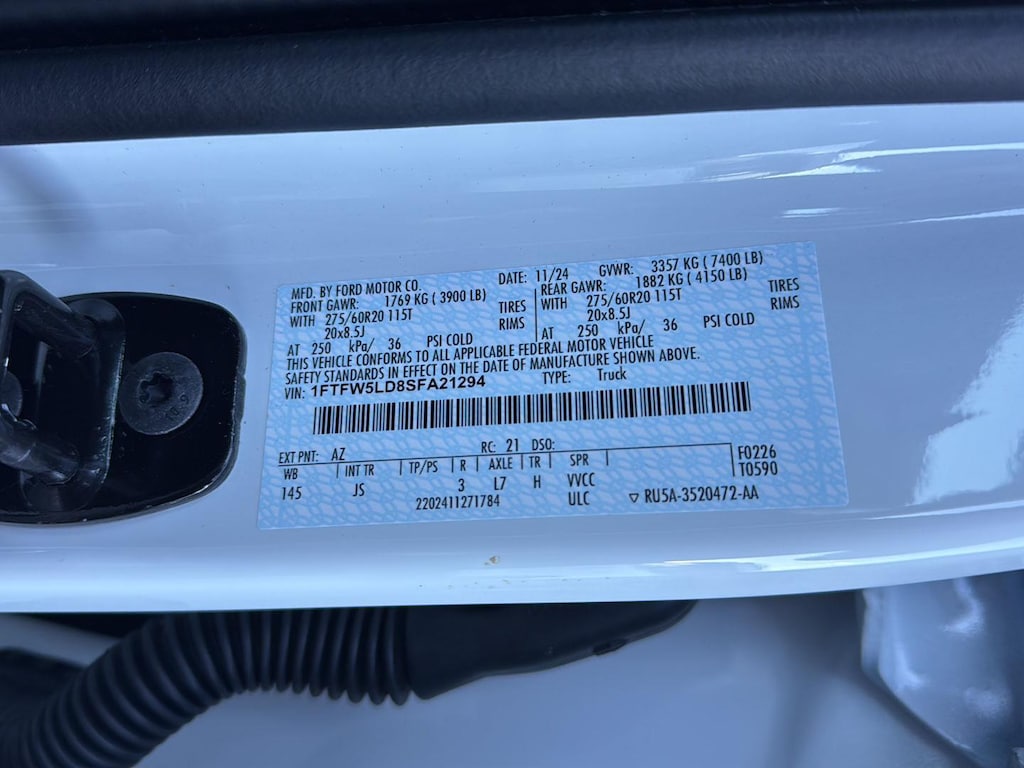 MFD. BY FORD MOTOR CO. DATE: 11/24 GVWR: 3357 KG ( 7400 LB)
FRONT GAWR: 1769 KG ( 3900 LB) REAR GAWR: 1882 KG ( 4150 LB)
WITH 275/60R20 115T TIRES WITH 275/60R20 115T TIRES
20x8.5J RIMS 20x8.5J RIMS
AT 250 kPa/ 36 PSI COLD AT 250 kPa/ 36 PSI COLD
THIS VEHICLE CONFORMS TO ALL APPLICABLE FEDERAL MOTOR VEHICLE
SAFETY STANDARDS IN EFFECT ON THE DATE OF MANUFACTURE SHOWN ABOVE.
VIN: 1FTFW5LD8SFA21294 TYPE: Truck
EXT PNT: AZ RC: 21 DSO:
WB INT TR TP/PS R AXLE TR SPR F0226
145 JS 3 L7 H VVCC T0590
2202411271784 ULC ▽ RU5A-3520472-AA